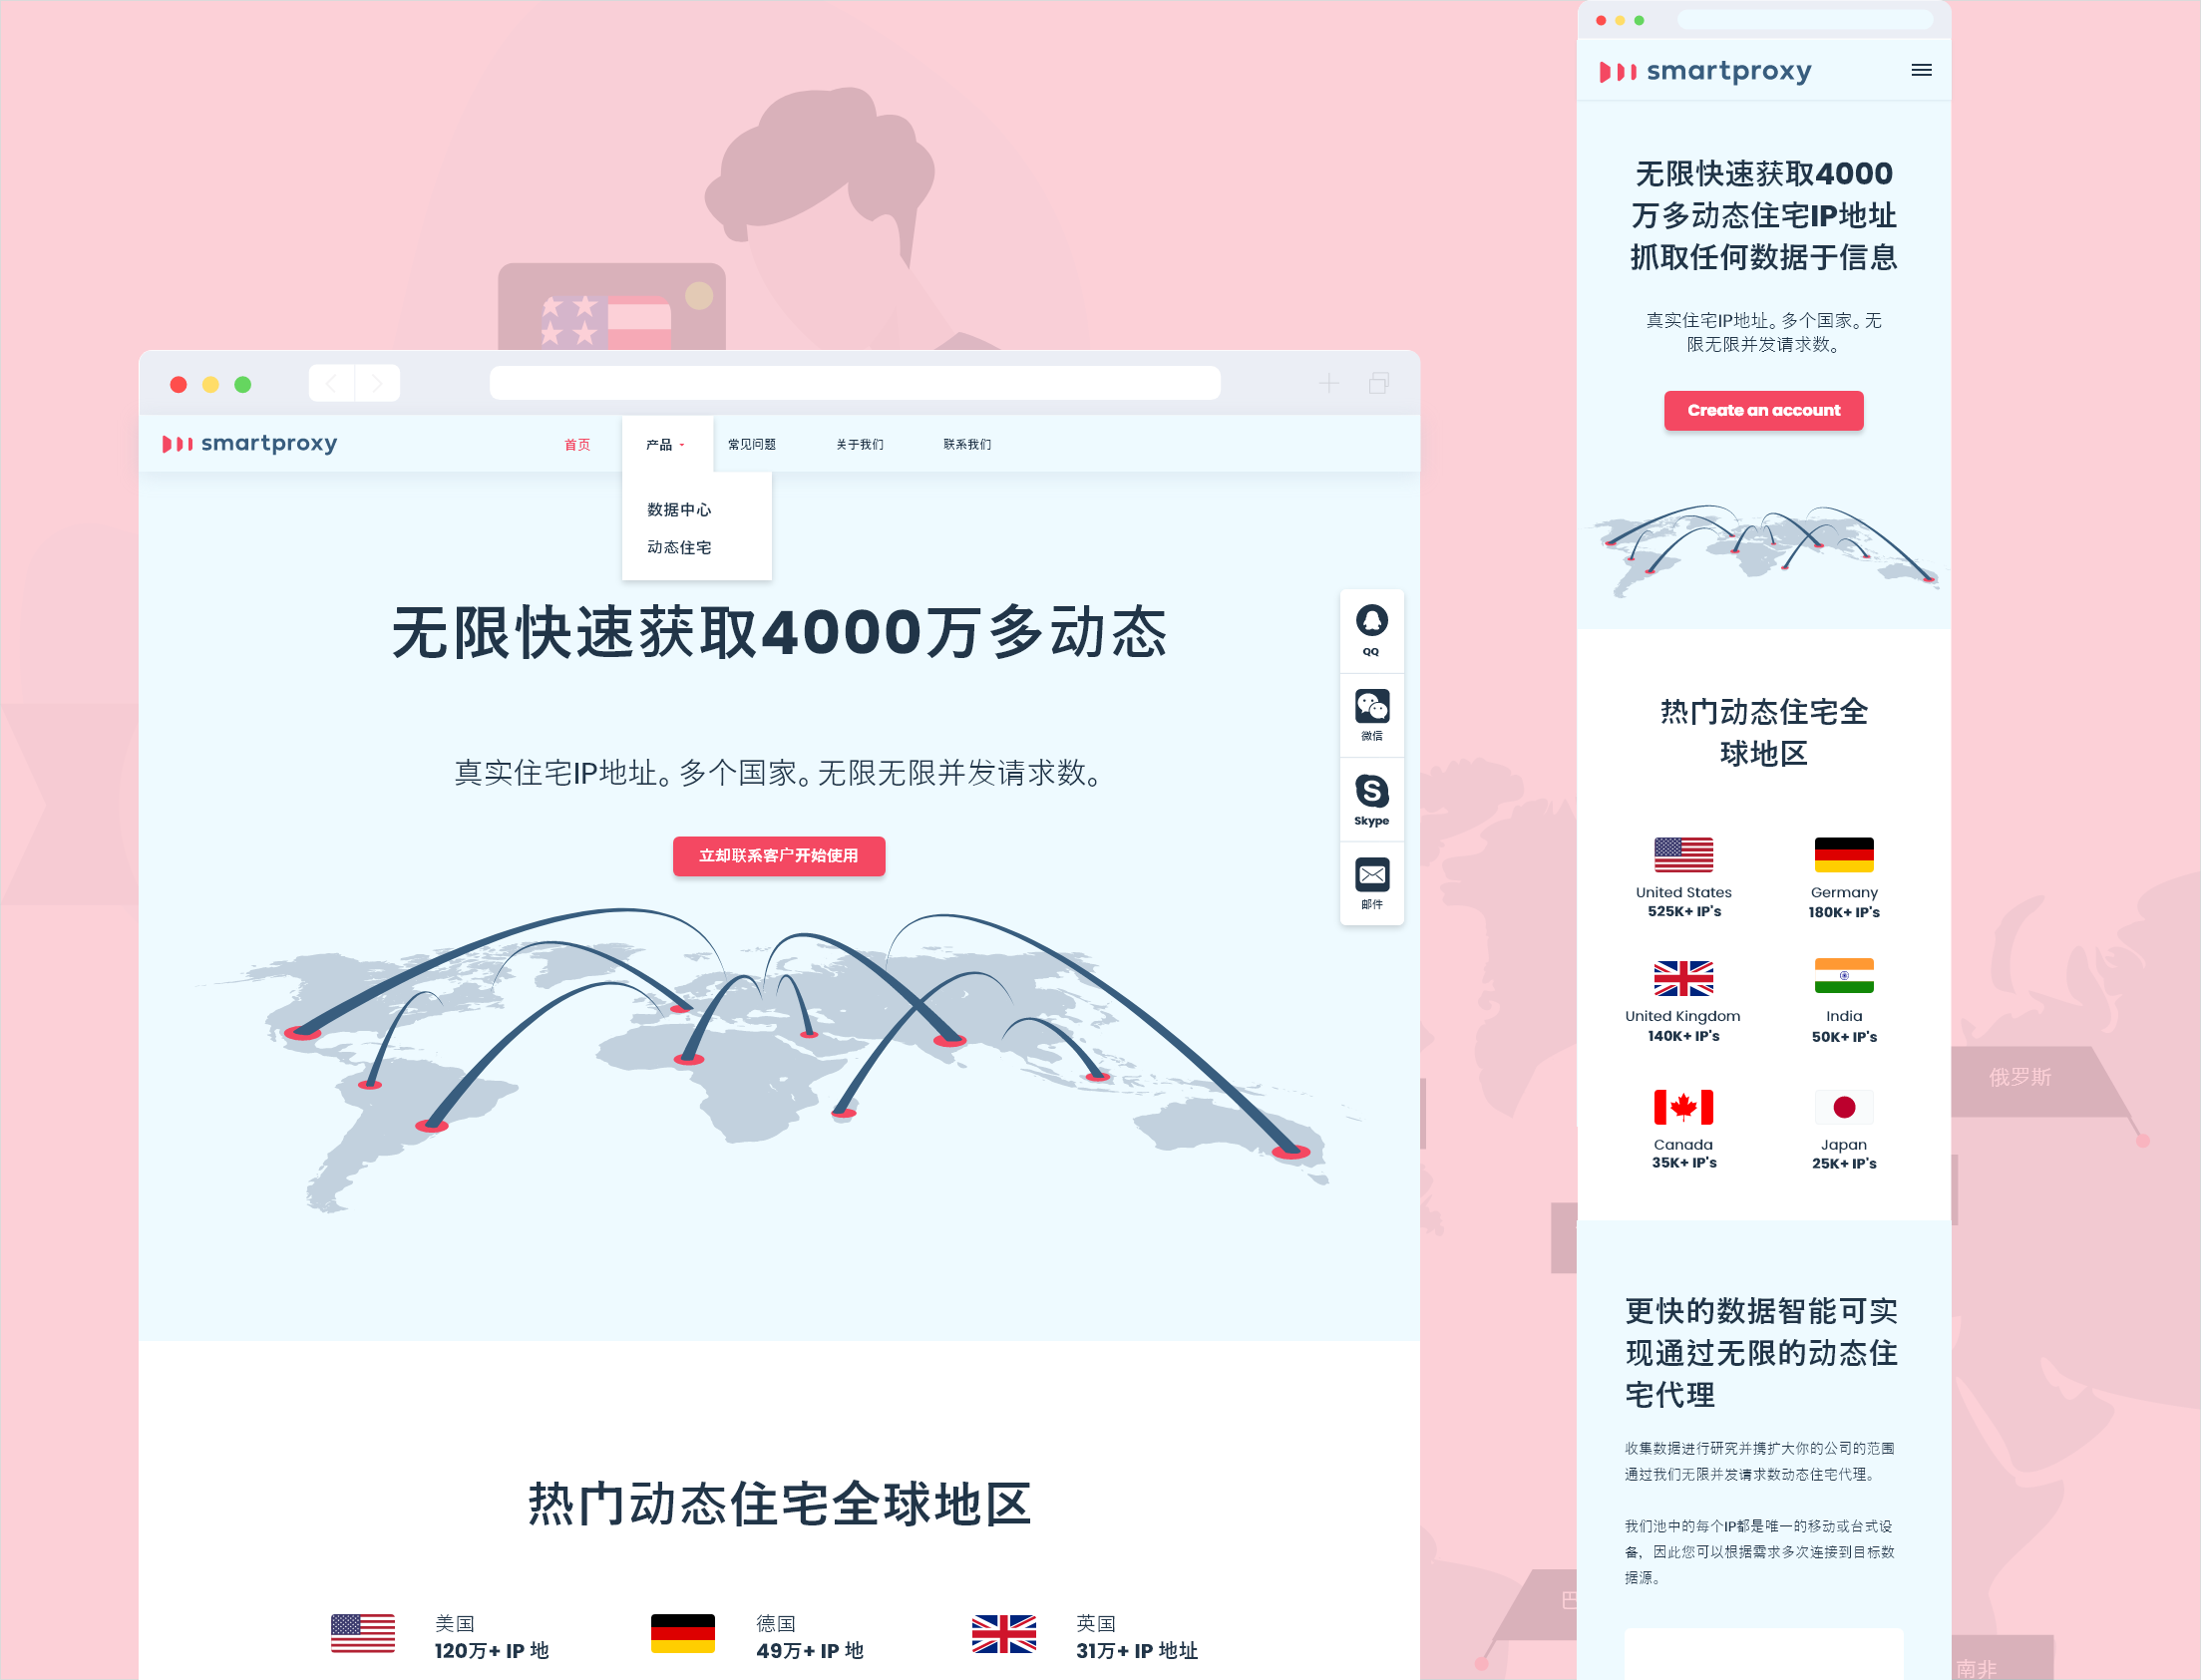 smartproxy
首页
产品
常见问题
关于我们
联系我们
数据中心
动态住宅
无限快速获取4000万多动态
真实住宅IP地址。多个国家。无限无限并发请求数。
立却联系客户开始使用
QQ
微信
Skype
邮件
热门动态住宅全球地区
美国
120万+ IP 地
德国
49万+ IP 地
英国
31万+ IP 地址
smartproxy
无限快速获取4000
万多动态住宅IP地址
抓取任何数据于信息
真实住宅IP地址。多个国家。无
限无限并发请求数。
Create an account
热门动态住宅全
球地区
United States
525K+ IP's
Germany
180K+ IP's
United Kingdom
140K+ IP's
India
50K+ IP's
Canada
35K+ IP's
Japan
25K+ IP's
更快的数据智能可实
现通过无限的动态住
宅代理
收集数据进行研究并携扩大你的公司的范围
通过我们无限并发请求数动态住宅代理。
我们池中的每个IP都是唯一的移动或台式设
备，因此您可以根据需求多次连接到目标数
据源。
俄罗斯
南非